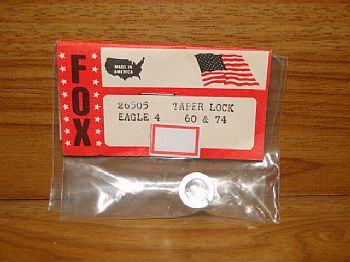 FOX
MADE IN
AMERICA
26505 TAPER LOCK
EAGLE 4 60 & 74